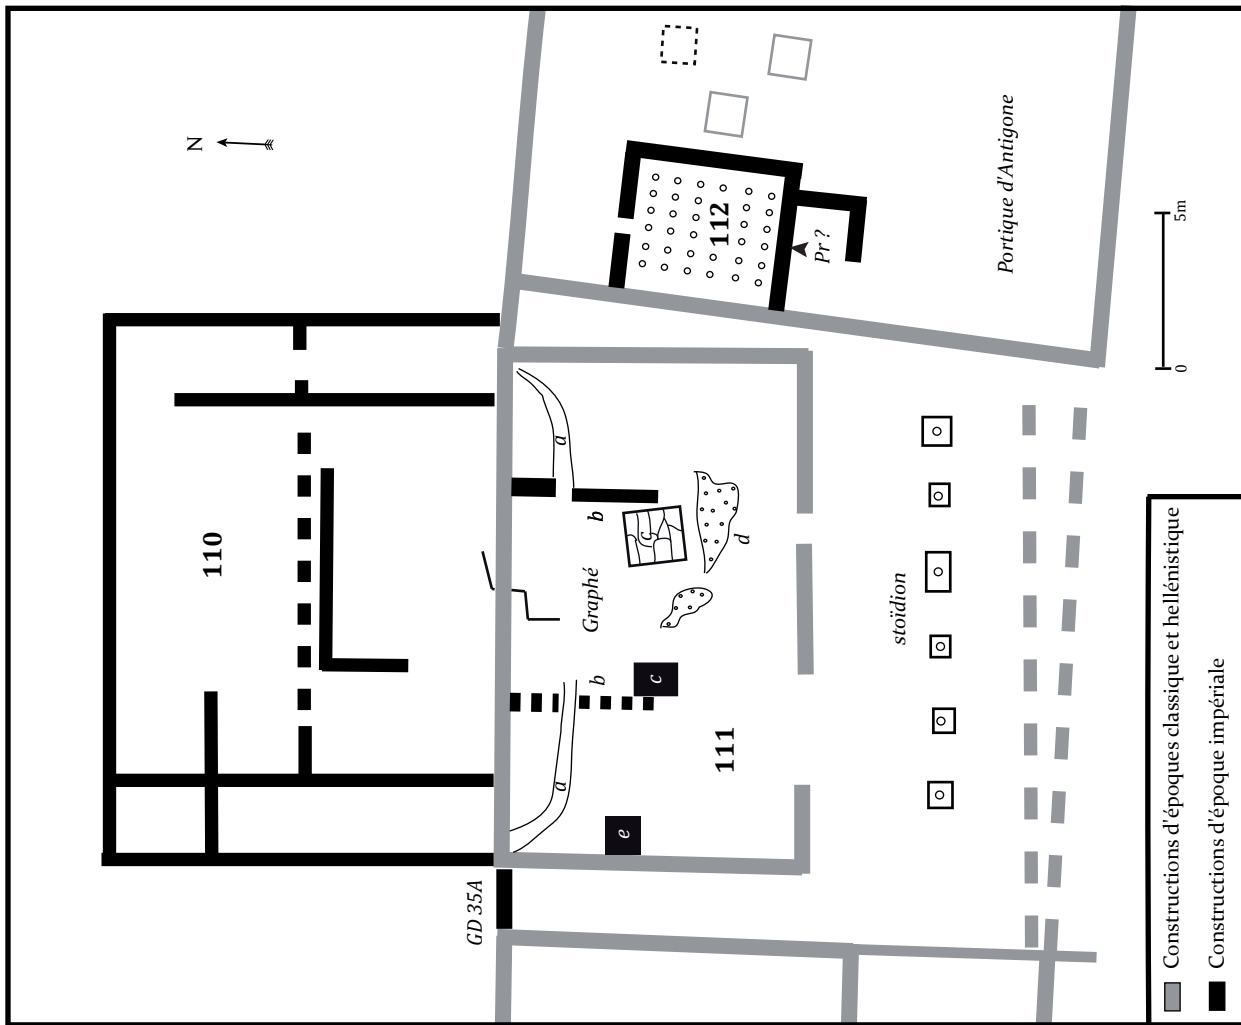 N
110
112
Pr ?
Portique d'Antigone
5m
0
a
b
c
d
Graphé
stoïdion
b
c
111
a
e
GD 35A
Constructions d'époques classique et hellénistique
Constructions d'époque impériale